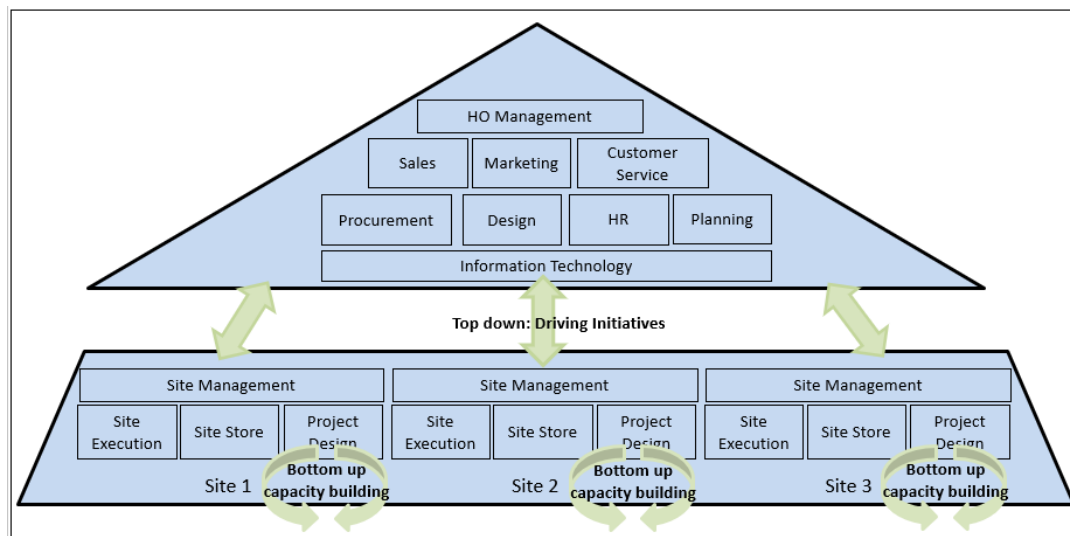 HO Management
Sales
Marketing
Customer
Service
Procurement
Design
HR
Planning
Information Technology
Top down: Driving Initiatives
Site Management
Site Management
Site Management
Site
Execution
Site Store
Project
Design
Site
Execution
Site Store
Project
Design
Site
Execution
Site Store
Project
Design
Site 1
Bottom up
capacity building
Site 2
Bottom up
capacity building
Site 3
Bottom up
capacity building